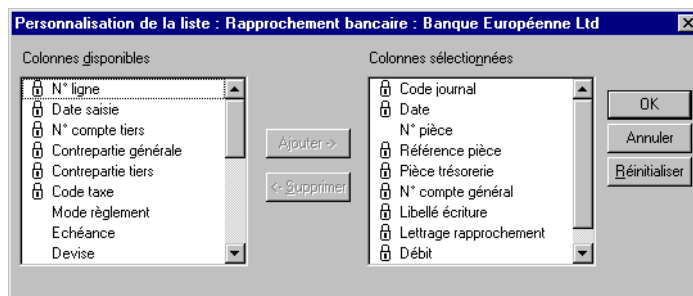 Personnalisation de la liste : Rapprochement bancaire : Banque Européenne Ltd
Colonnes disponibles
N° ligne
Date saisie
N° compte tiers
Contrepartie générale
Contrepartie tiers
Code taxe
Mode règlement
Echéance
Devise
Ajouter ->
<- Supprimer
Colonnes sélectionnées
Code journal
Date
N° pièce
Référence pièce
Pièce trésorerie
N° compte général
Libellé écriture
Lettrage rapprochement
Débit
OK
Annuler
Réinitialiser